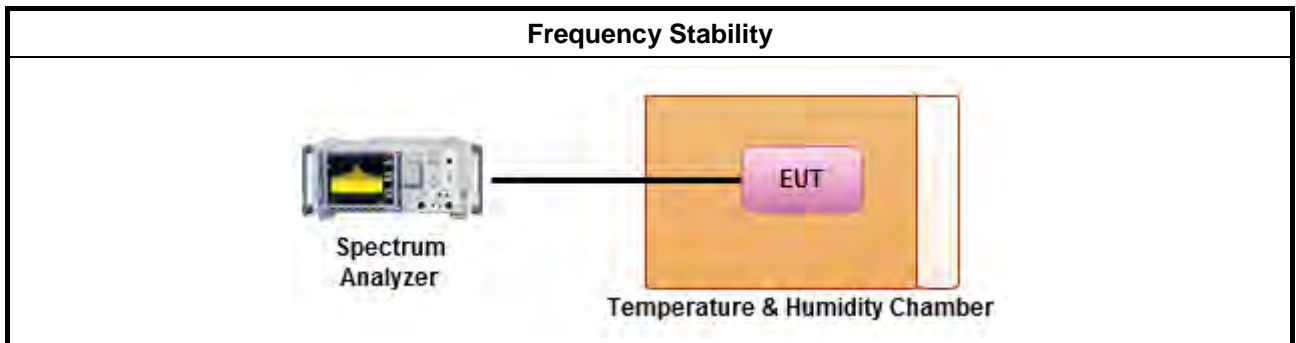 Frequency Stability
EUT
Spectrum
Analyzer
Temperature & Humidity Chamber